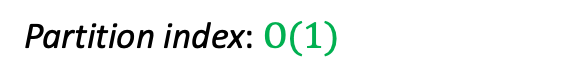 Partition index: O(1)